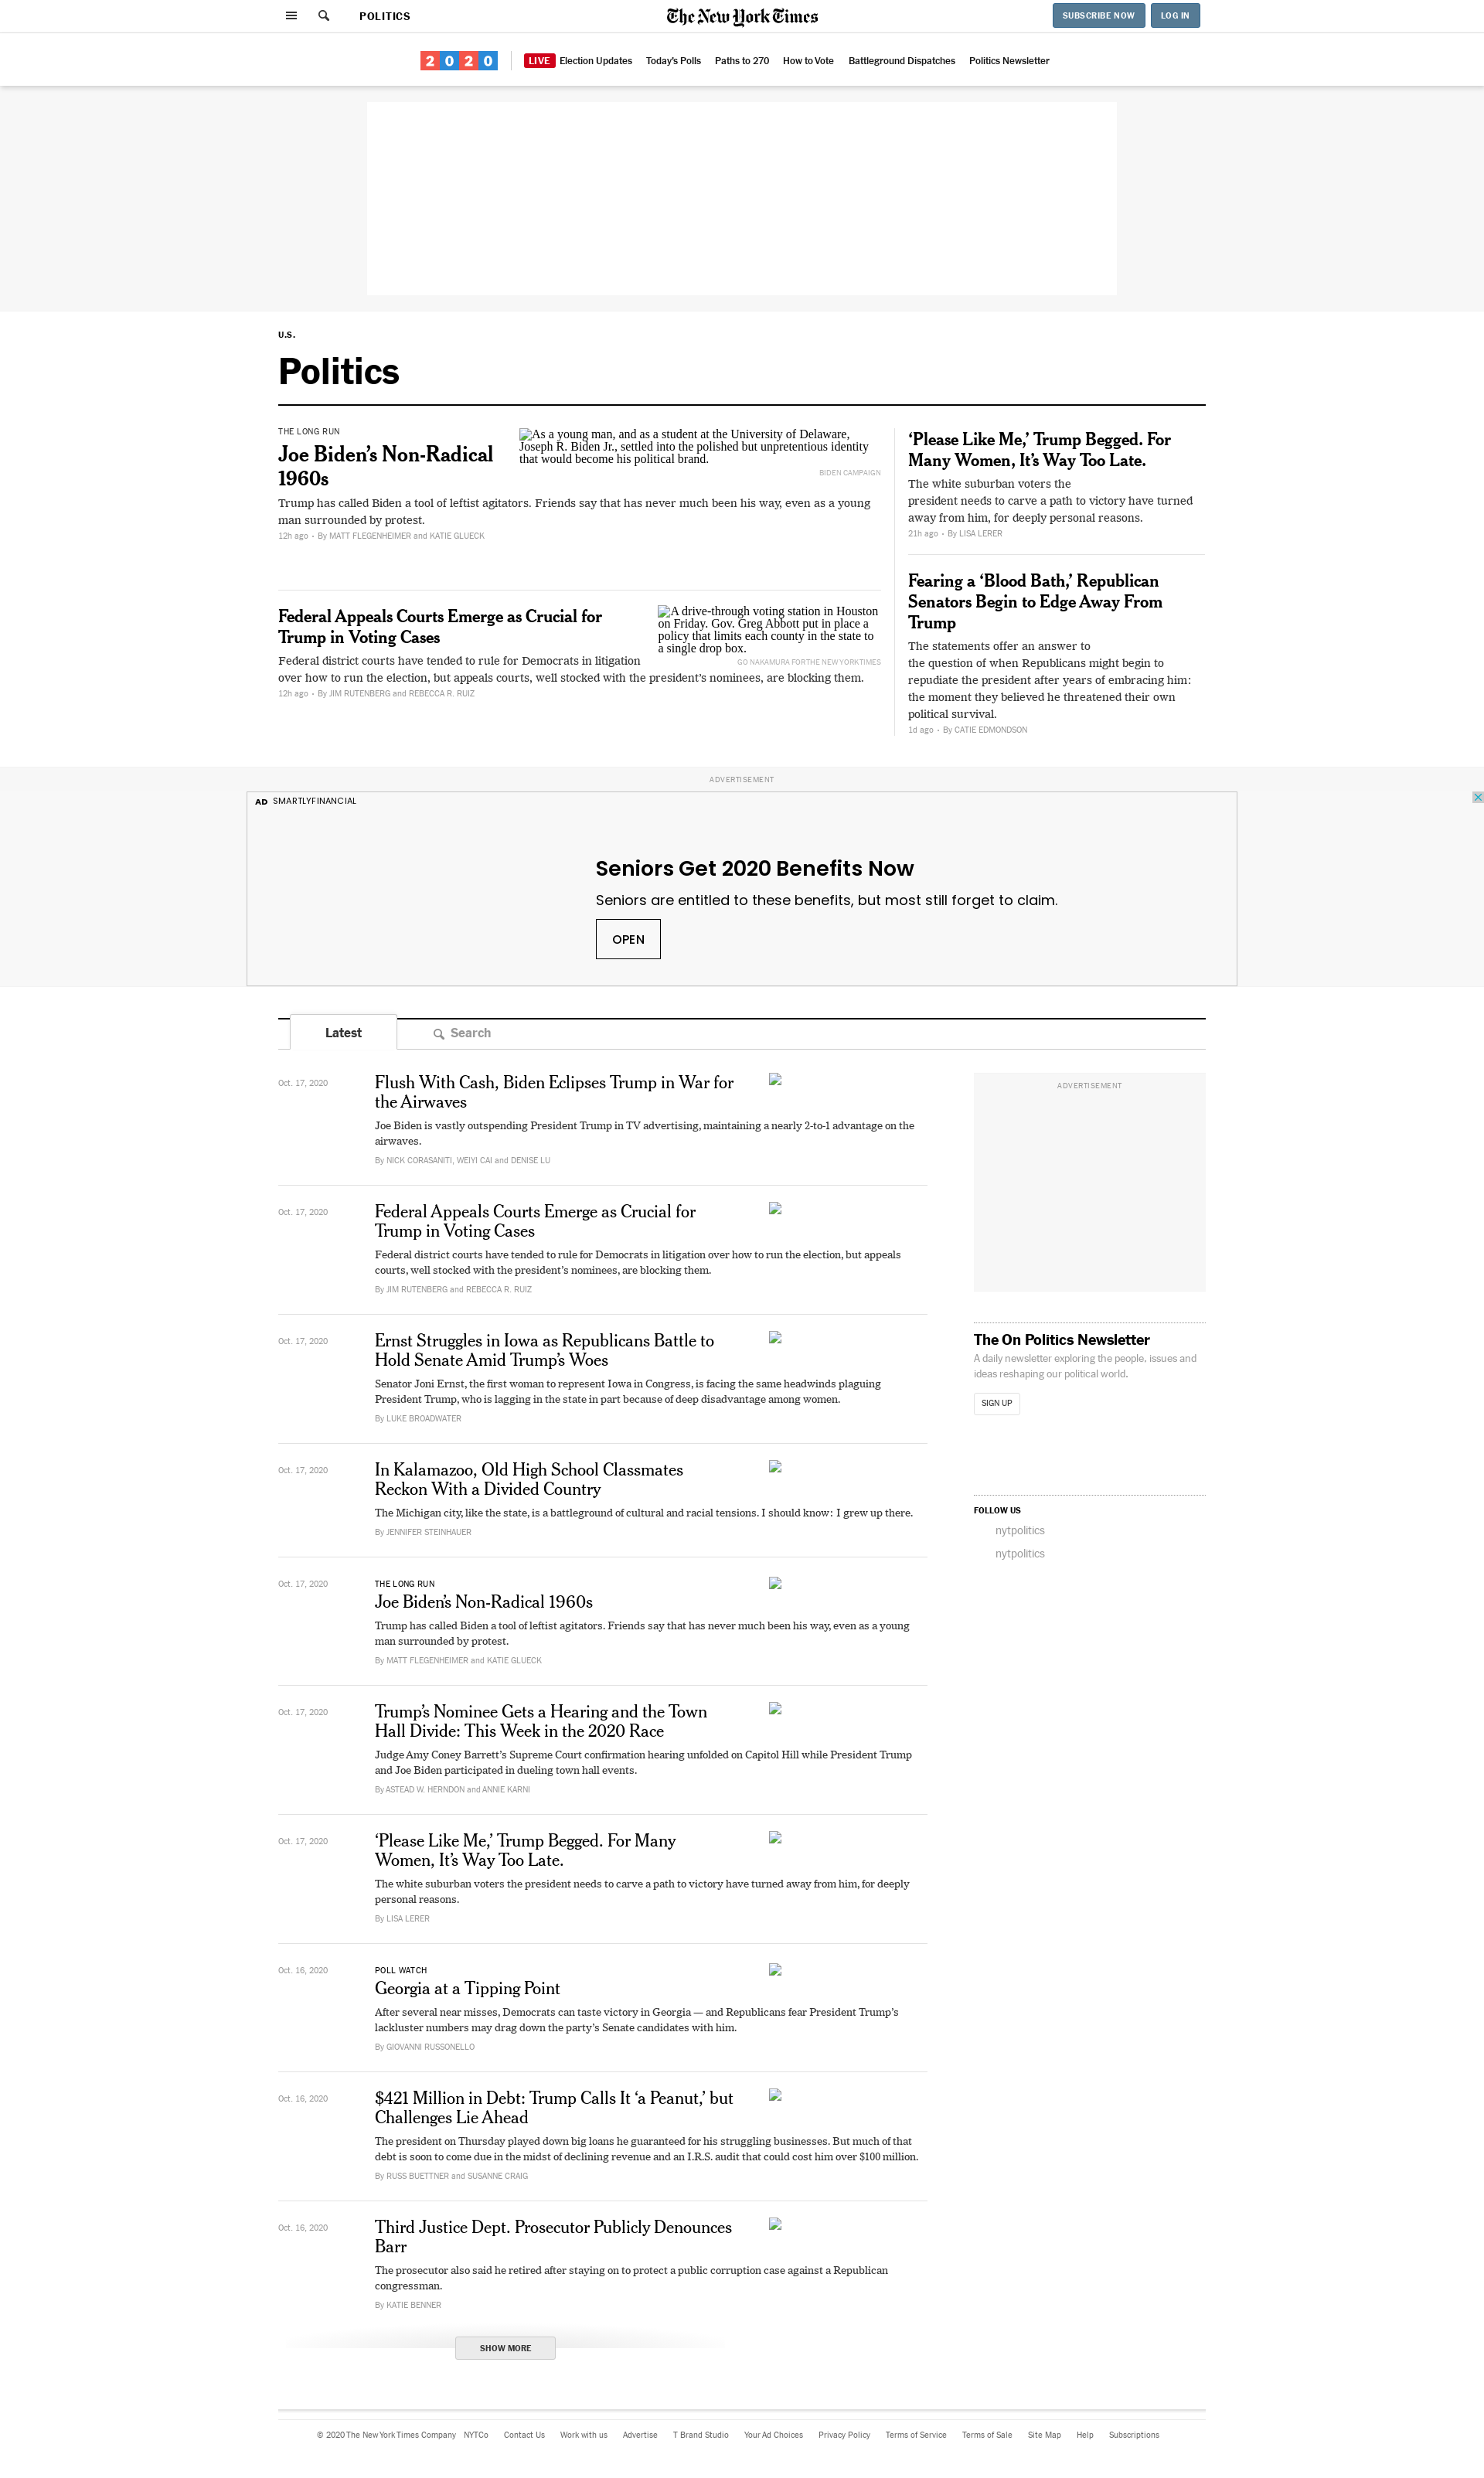 POLITICS
The New York Times
SUBSCRIBE NOW
LOG IN
2020
LIVE Election Updates
Today's Polls
Paths to 270
How to Vote
Battleground Dispatches
Politics Newsletter
U.S.
Politics
THE LONG RUN
Joe Biden’s Non-Radical
1960s
As a young man, and as a student at the University of Delaware,
Joseph R. Biden Jr., settled into the polished but unpretentious identity
that would become his political brand.
BIDEN CAMPAIGN
Trump has called Biden a tool of leftist agitators. Friends say that has never much been his way, even as a young
man surrounded by protest.
12h ago • By MATT FLEGENHEIMER and KATIE GLUECK
Federal Appeals Courts Emerge as Crucial for
Trump in Voting Cases
A drive-through voting station in Houston
on Friday. Gov. Greg Abbott put in place a
policy that limits each county in the state to
a single drop box.
GO NAKAMURA FOR THE NEW YORK TIMES
Federal district courts have tended to rule for Democrats in litigation
over how to run the election, but appeals courts, well stocked with the president’s nominees, are blocking them.
12h ago • By JIM RUTENBERG and REBECCA R. RUIZ
‘Please Like Me,’ Trump Begged. For
Many Women, It’s Way Too Late.
The white suburban voters the
president needs to carve a path to victory have turned
away from him, for deeply personal reasons.
21h ago • By LISA LERER
Fearing a ‘Blood Bath,’ Republican
Senators Begin to Edge Away From
Trump
The statements offer an answer to
the question of when Republicans might begin to
repudiate the president after years of embracing him:
the moment they believed he threatened their own
political survival.
1d ago • By CATIE EDMONDSON
ADVERTISEMENT
AD SMARTLYFINANCIAL
Seniors Get 2020 Benefits Now
Seniors are entitled to these benefits, but most still forget to claim.
OPEN
Latest
Search
Oct. 17, 2020
Flush With Cash, Biden Eclipses Trump in War for
the Airwaves
Joe Biden is vastly outspending President Trump in TV advertising, maintaining a nearly 2-to-1 advantage on the
airwaves.
By NICK CORASANITI, WEIYI CAI and DENISE LU
Oct. 17, 2020
Federal Appeals Courts Emerge as Crucial for
Trump in Voting Cases
Federal district courts have tended to rule for Democrats in litigation over how to run the election, but appeals
courts, well stocked with the president’s nominees, are blocking them.
By JIM RUTENBERG and REBECCA R. RUIZ
Oct. 17, 2020
Ernst Struggles in Iowa as Republicans Battle to
Hold Senate Amid Trump’s Woes
Senator Joni Ernst, the first woman to represent Iowa in Congress, is facing the same headwinds plaguing
President Trump, who is lagging in the state in part because of deep disadvantage among women.
By LUKE BROADWATER
Oct. 17, 2020
In Kalamazoo, Old High School Classmates
Reckon With a Divided Country
The Michigan city, like the state, is a battleground of cultural and racial tensions. I should know: I grew up there.
By JENNIFER STEINHAUER
Oct. 17, 2020
THE LONG RUN
Joe Biden’s Non-Radical 1960s
Trump has called Biden a tool of leftist agitators. Friends say that has never much been his way, even as a young
man surrounded by protest.
By MATT FLEGENHEIMER and KATIE GLUECK
Oct. 17, 2020
Trump’s Nominee Gets a Hearing and the Town
Hall Divide: This Week in the 2020 Race
Judge Amy Coney Barrett’s Supreme Court confirmation hearing unfolded on Capitol Hill while President Trump
and Joe Biden participated in dueling town hall events.
By ASTEAD W. HERNDON and ANNIE KARNI
Oct. 17, 2020
‘Please Like Me,’ Trump Begged. For Many
Women, It’s Way Too Late.
The white suburban voters the president needs to carve a path to victory have turned away from him, for deeply
personal reasons.
By LISA LERER
Oct. 16, 2020
POLL WATCH
Georgia at a Tipping Point
After several near misses, Democrats can taste victory in Georgia — and Republicans fear President Trump’s
lackluster numbers may drag down the party’s Senate candidates with him.
By GIOVANNI RUSSONELLO
Oct. 16, 2020
$421 Million in Debt: Trump Calls It ‘a Peanut,’ but
Challenges Lie Ahead
The president on Thursday played down big loans he guaranteed for his struggling businesses. But much of that
debt is soon to come due in the midst of declining revenue and an I.R.S. audit that could cost him over $100 million.
By RUSS BUETTNER and SUSANNE CRAIG
Oct. 16, 2020
Third Justice Dept. Prosecutor Publicly Denounces
Barr
The prosecutor also said he retired after staying on to protect a public corruption case against a Republican
congressman.
By KATIE BENNER
SHOW MORE
ADVERTISEMENT
The On Politics Newsletter
A daily newsletter exploring the people, issues and
ideas reshaping our political world.
SIGN UP
FOLLOW US
nytpolitics
nytpolitics
© 2020 The New York Times Company
NYTCo
Contact Us
Work with us
Advertise
T Brand Studio
Your Ad Choices
Privacy Policy
Terms of Service
Terms of Sale
Site Map
Help
Subscriptions